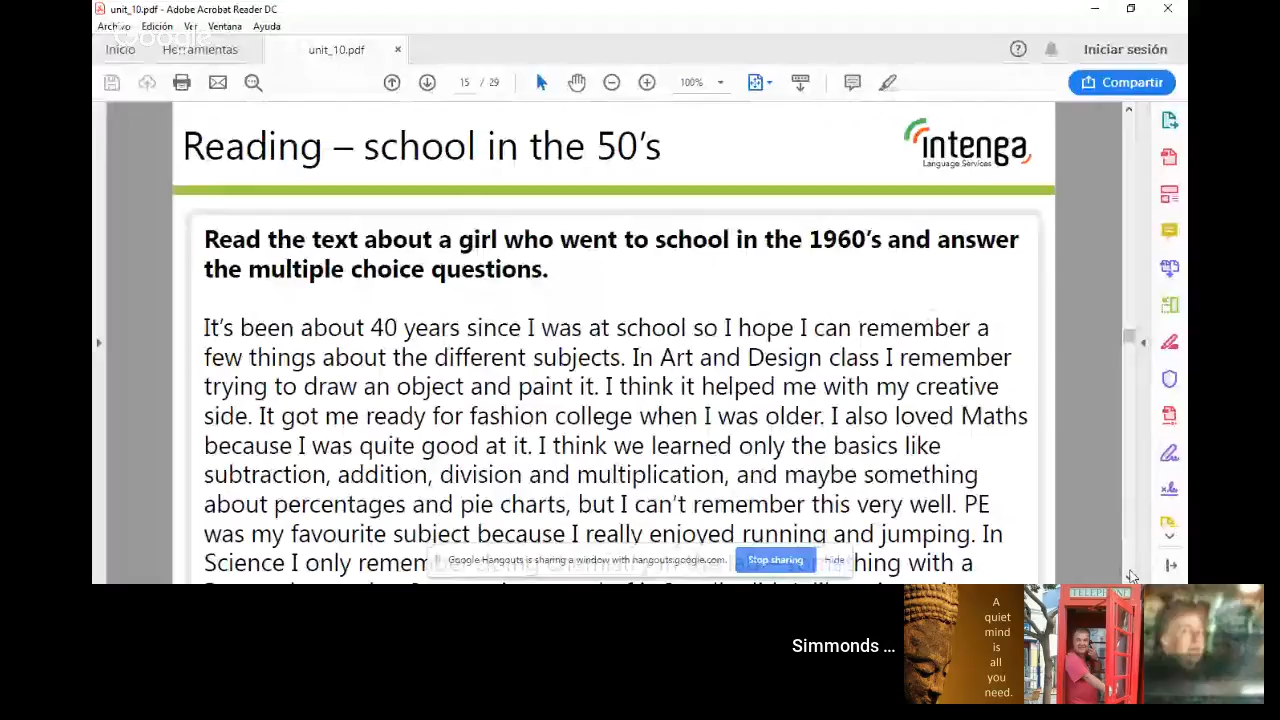 unit_10.pdf - Adobe Acrobat Reader DC
Archivo Edición Ver Ventana Ayuda
Google
Inicio Herramientas unit_10.pdf × Iniciar sesión
15 / 29 100% Compartir
Reading – school in the 50's
intenga
Language Services
Read the text about a girl who went to school in the 1960's and answer
the multiple choice questions.
It's been about 40 years since I was at school so I hope I can remember a
few things about the different subjects. In Art and Design class I remember
trying to draw an object and paint it. I think it helped me with my creative
side. It got me ready for fashion college when I was older. I also loved Maths
because I was quite good at it. I think we learned only the basics like
subtraction, addition, division and multiplication, and maybe something
about percentages and pie charts, but I can't remember this very well. PE
was my favourite subject because I really enjoyed running and jumping. In
Science I only remem thing with a
Google Hangouts is sharing a window with hangouts.google.com. Stop sharing Hide
Simmonds ...
A
quiet
mind
is
all
you
need.
TELEPHONE